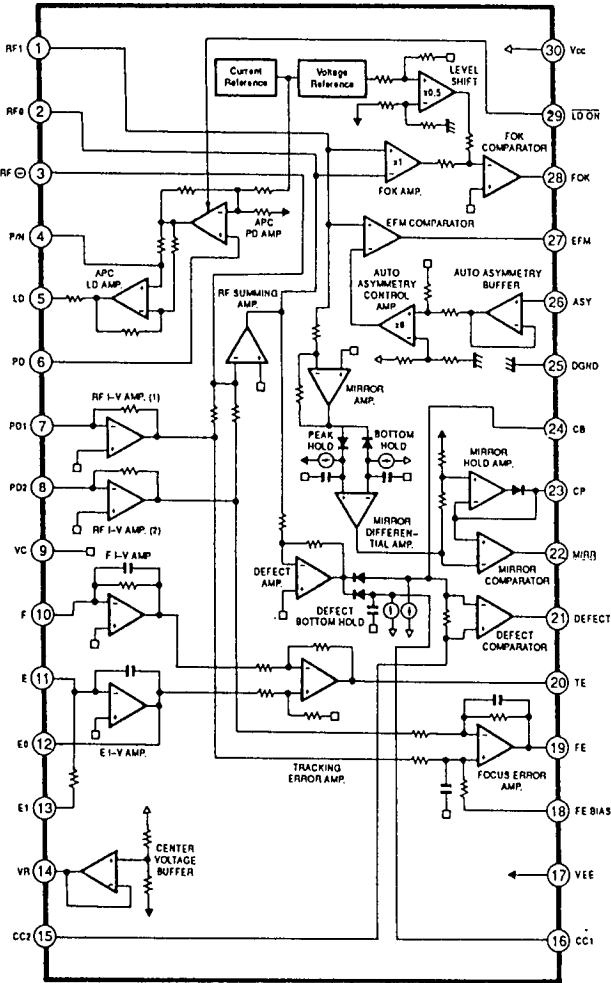 RF1 1
RF0 2
RF ⊖ 3
P/N 4
LD 5
PD 6
PD1 7
PD2 8
VC 9
F 10
E 11
E0 12
E1 13
VR 14
CC2 15
30 Vcc
29 LD ON
28 FOK
27 EFM
26 ASY
25 DGND
24 CB
23 CP
22 MIRR
21 DEFECT
20 TE
19 FE
18 FE BIAS
17 VEE
16 CC1
Current
Reference
Voltage
Reference
LEVEL
SHIFT
x0.5
FOK
COMPARATOR
x1
FOK AMP.
APC
PD AMP
EFM COMPARATOR
APC
LD AMP.
RF SUMMING AMP.
AUTO
ASYMMETRY
CONTROL
AMP.
AUTO ASYMMETRY
BUFFER
MIRROR
AMP.
RF I-V AMP. (1)
PEAK
HOLD
BOTTOM
HOLD
MIRROR
HOLD AMP.
RF I-V AMP. (2)
MIRROR
DIFFEREN-
TIAL AMP.
MIRROR
COMPARATOR
F I-V AMP
DEFECT
AMP.
DEFECT
BOTTOM HOLD
DEFECT
COMPARATOR
E I-V AMP.
TRACKING
ERROR AMP.
FOCUS ERROR
AMP.
CENTER
VOLTAGE
BUFFER